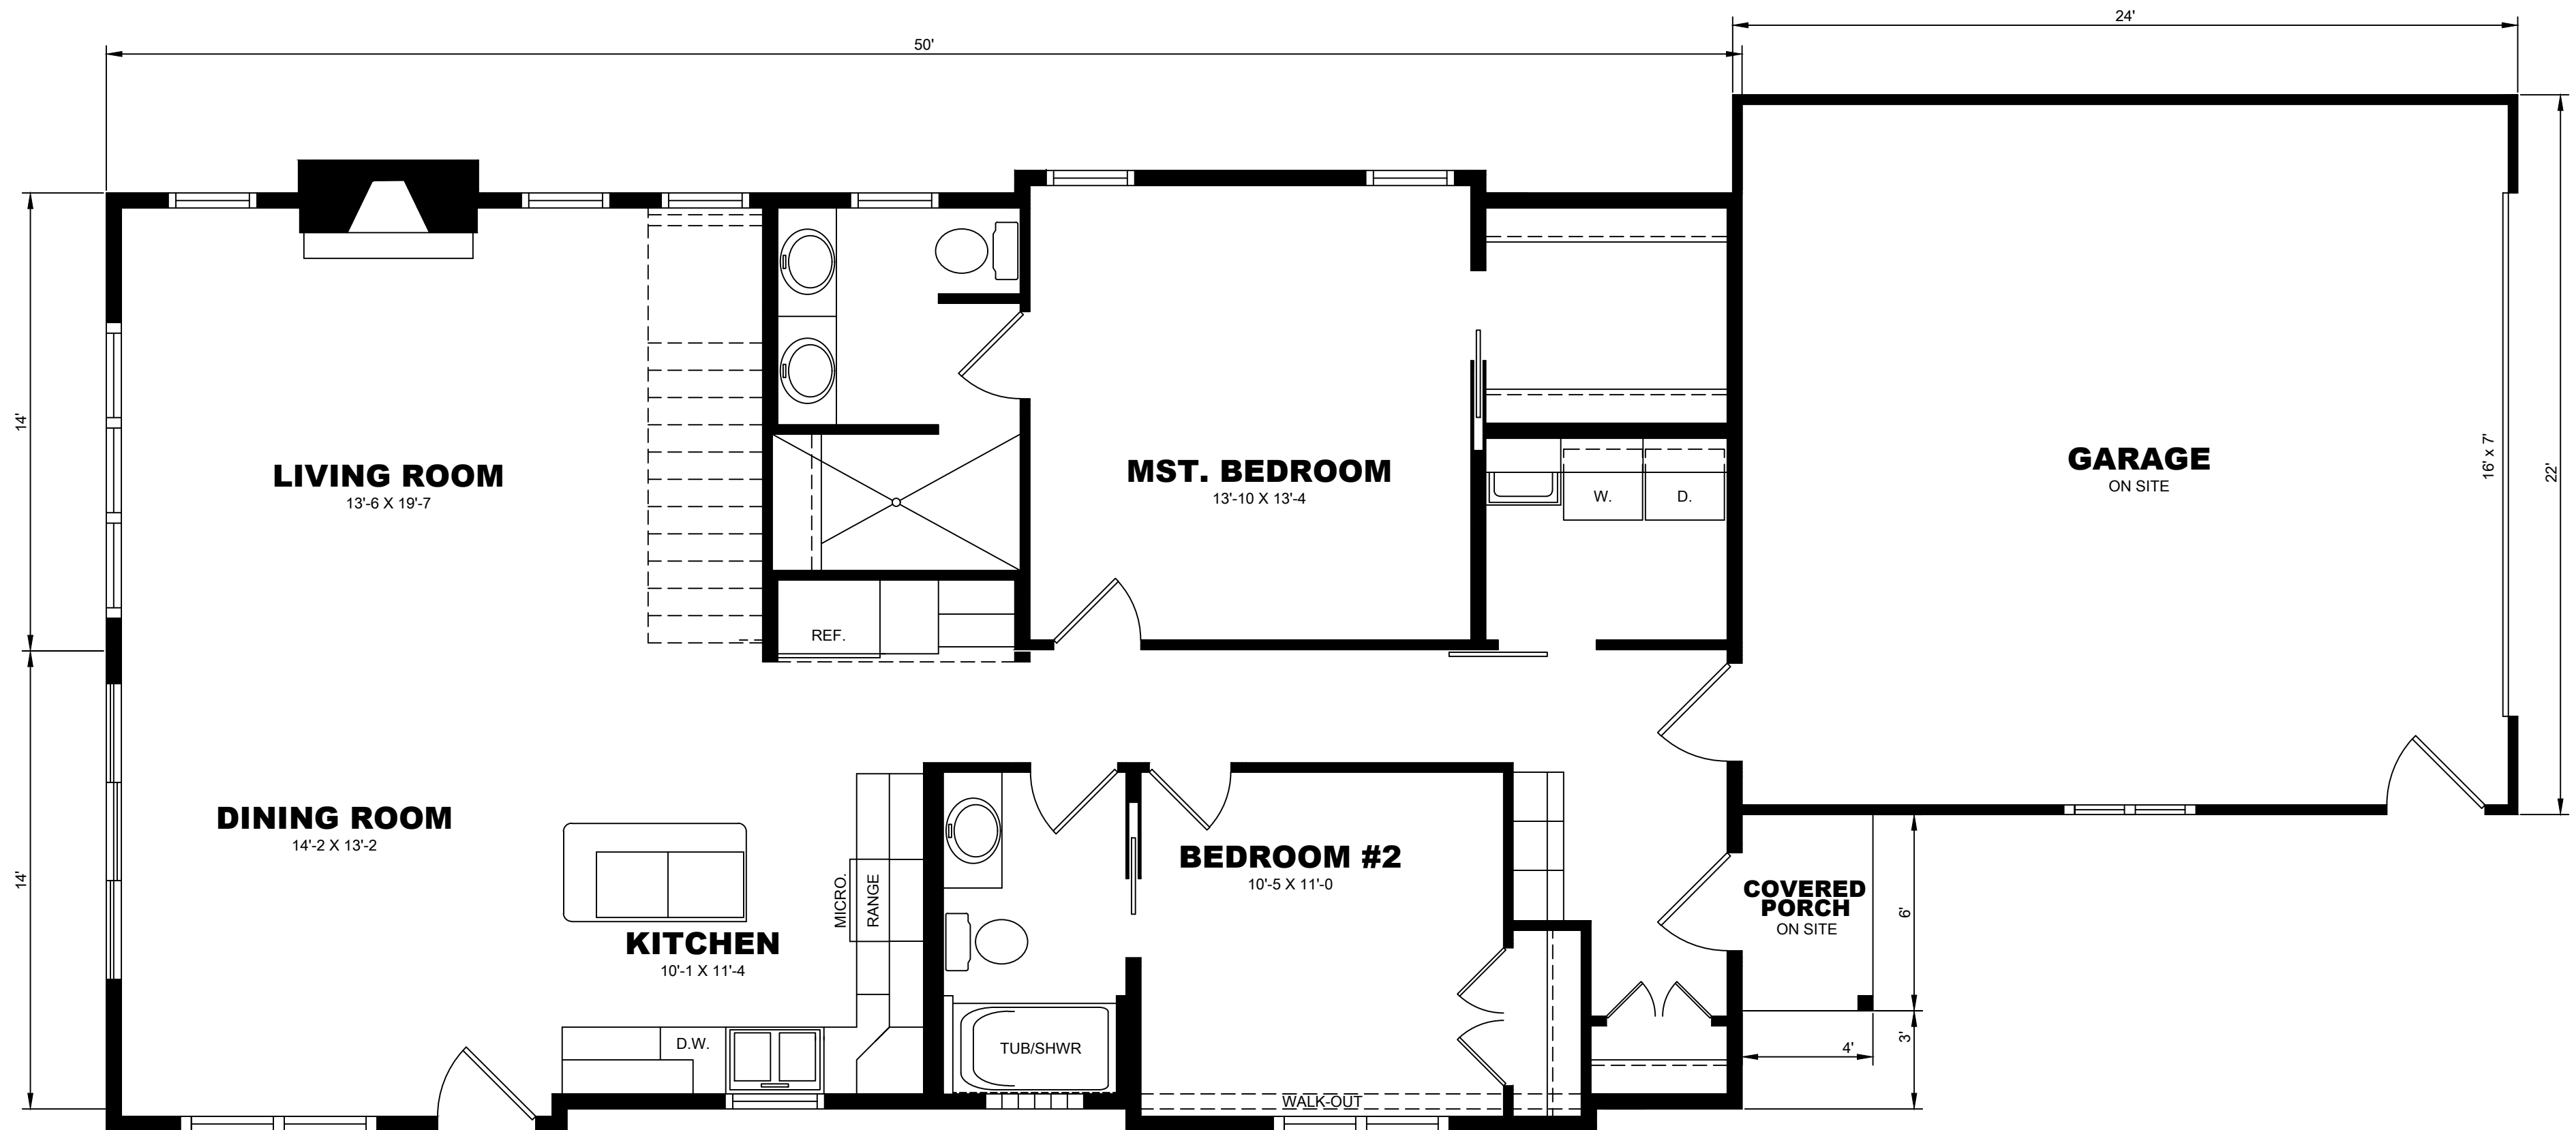 24'
50'
14'
LIVING ROOM
13'-6 X 19'-7
MST. BEDROOM
13'-10 X 13'-4
W.
D.
GARAGE
ON SITE
16' x 7'
22'
REF.
14'
DINING ROOM
14'-2 X 13'-2
KITCHEN
10'-1 X 11'-4
MICRO.
RANGE
D.W.
TUB/SHWR
BEDROOM #2
10'-5 X 11'-0
WALK-OUT
COVERED
PORCH
ON SITE
6'
3'
4'